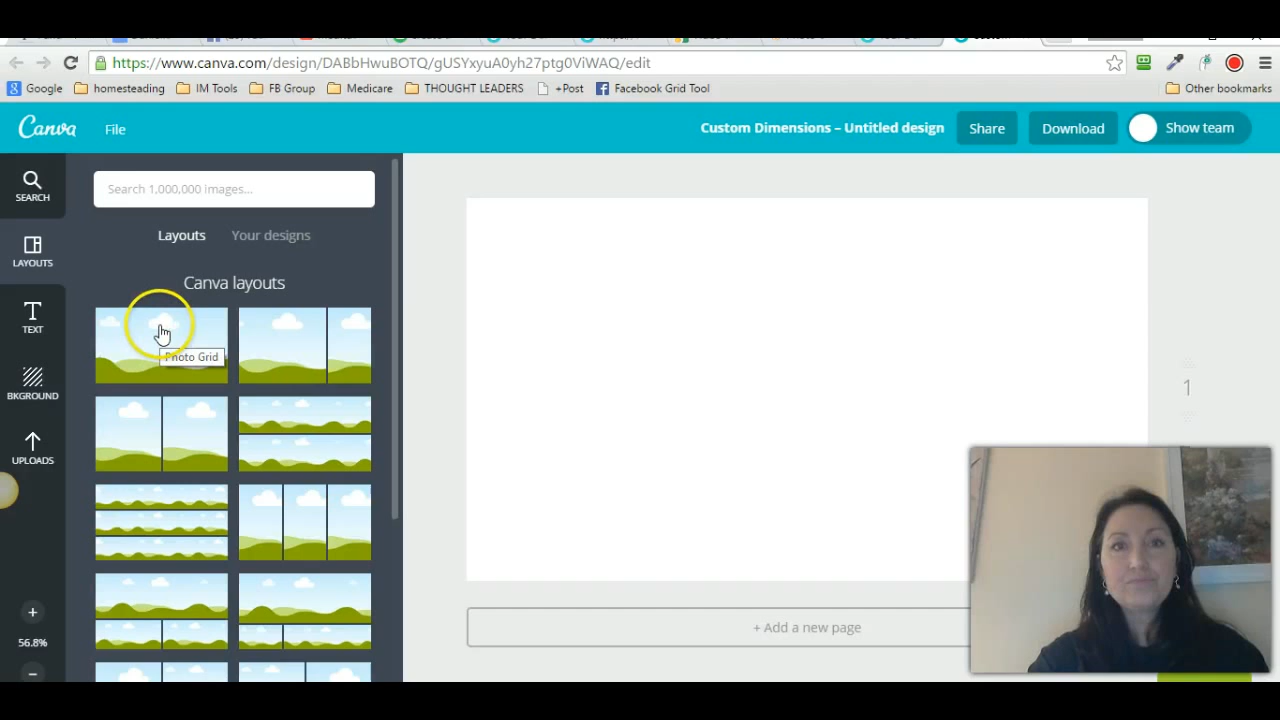 https://www.canva.com/design/DABbHwuBOTQ/gUSYxyuA0yh27ptg0ViWAQ/edit
Google homesteading IM Tools FB Group Medicare THOUGHT LEADERS +Post Facebook Grid Tool Other bookmarks
Canva File Custom Dimensions – Untitled design Share Download Show team
Search 1,000,000 images...
SEARCH
Layouts Your designs
LAYOUTS
Canva layouts
TEXT
Photo Grid
BKGROUND
1
UPLOADS
+ Add a new page
56.8%